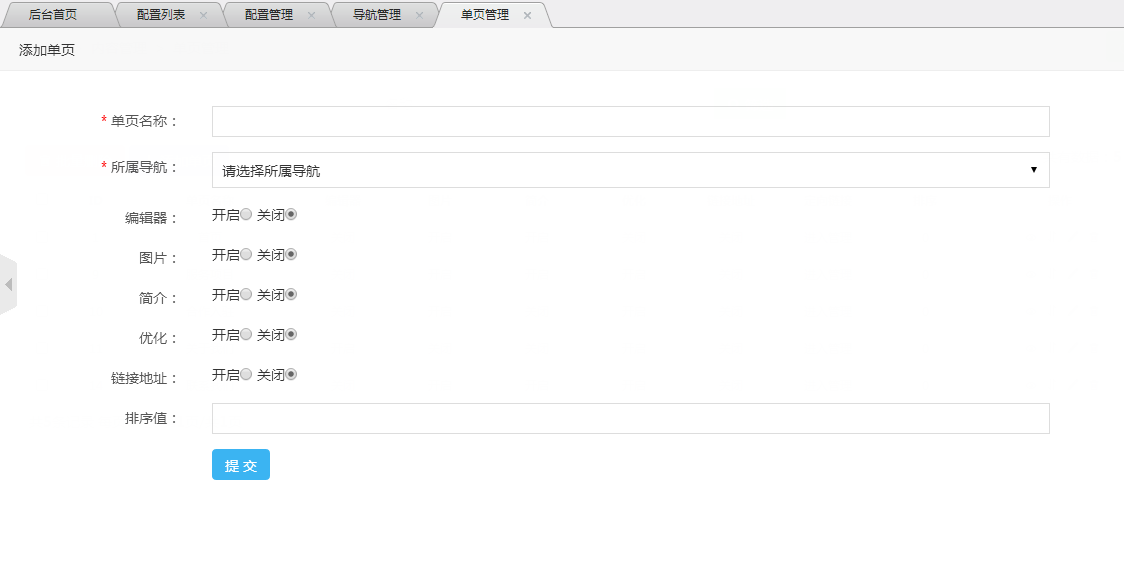 后台首页 配置列表 × 配置管理 × 导航管理 × 单页管理 ×
添加单页
* 单页名称：
* 所属导航： 请选择所属导航 ▼
编辑器： 开启 关闭
图片： 开启 关闭
简介： 开启 关闭
优化： 开启 关闭
链接地址： 开启 关闭
排序值：
提 交